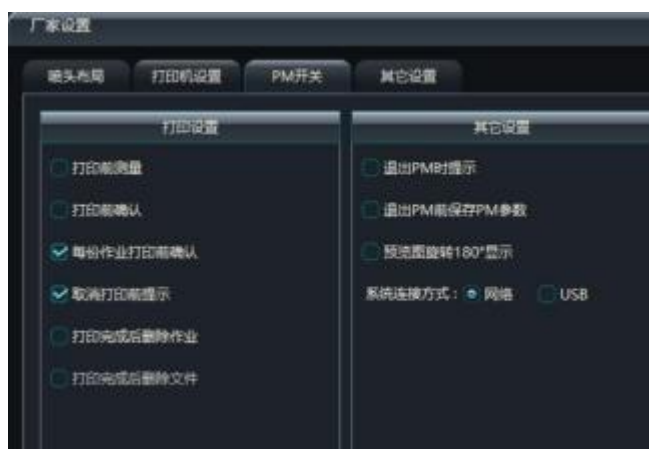 厂家设置
喷头布局 打印机设置 PM开关 其它设置
打印设置
打印前测量
打印前确认
每份作业打印前确认
取消打印前提示
打印完成后删除作业
打印完成后删除文件
其它设置
退出PM时提示
退出PM前保存PM参数
预览图旋转180°显示
系统连接方式： 网络 USB